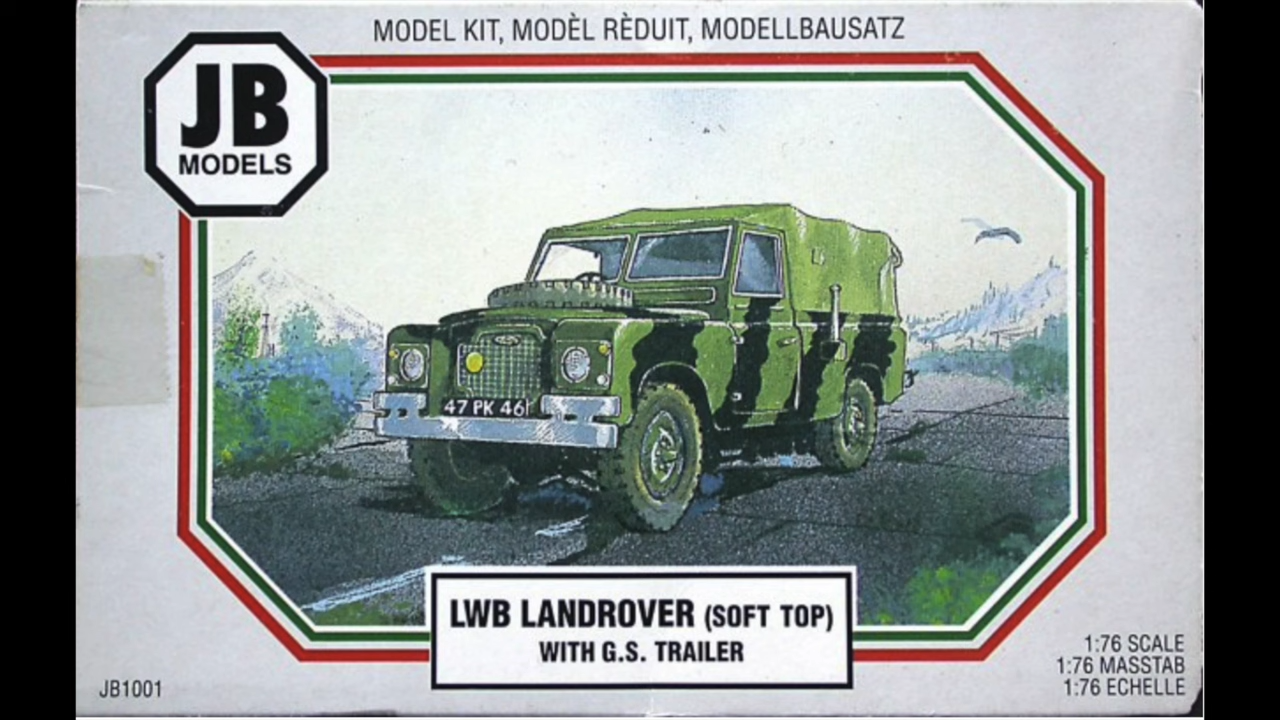 MODEL KIT, MODÈL RÈDUIT, MODELLBAUSATZ
JB
MODELS
47 PK 46
LWB LANDROVER (SOFT TOP)
WITH G.S. TRAILER
JB1001
1:76 SCALE
1:76 MASSTAB
1:76 ECHELLE